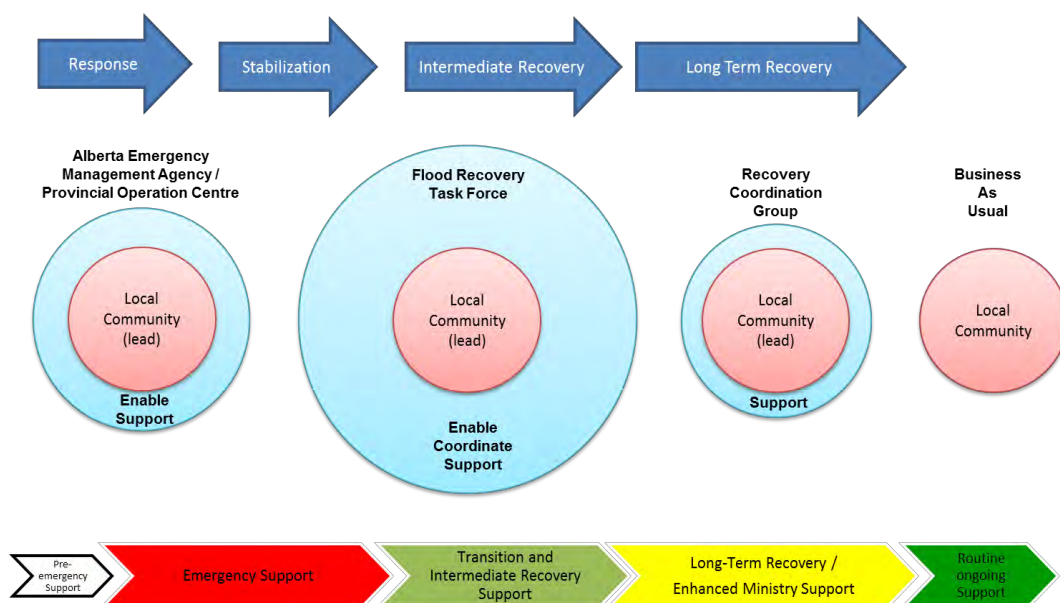 Response
Stabilization
Intermediate Recovery
Long Term Recovery
Alberta Emergency
Management Agency /
Provincial Operation Centre
Local
Community
(lead)
Enable
Support
Flood Recovery
Task Force
Local
Community
(lead)
Enable
Coordinate
Support
Recovery
Coordination
Group
Local
Community
(lead)
Support
Business
As
Usual
Local
Community
Pre-
emergency
Support
Emergency Support
Transition and
Intermediate Recovery
Support
Long-Term Recovery /
Enhanced Ministry Support
Routine
ongoing
Support